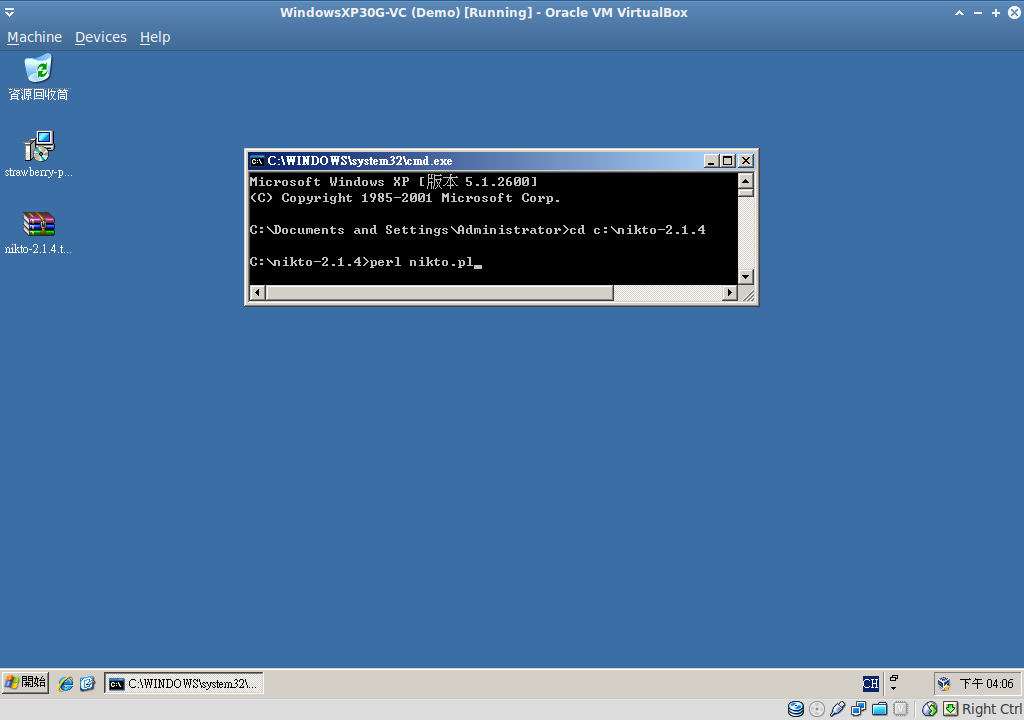 WindowsXP30G-VC (Demo) [Running] - Oracle VM VirtualBox
Machine Devices Help
資源回收筒
strawberry-p...
nikto-2.1.4.t...
C:\WINDOWS\system32\cmd.exe
Microsoft Windows XP [版本 5.1.2600]
(C) Copyright 1985-2001 Microsoft Corp.
C:\Documents and Settings\Administrator>cd c:\nikto-2.1.4
C:\nikto-2.1.4>perl nikto.pl_
開始
C:\WINDOWS\system32\...
CH
下午 04:06
Right Ctrl